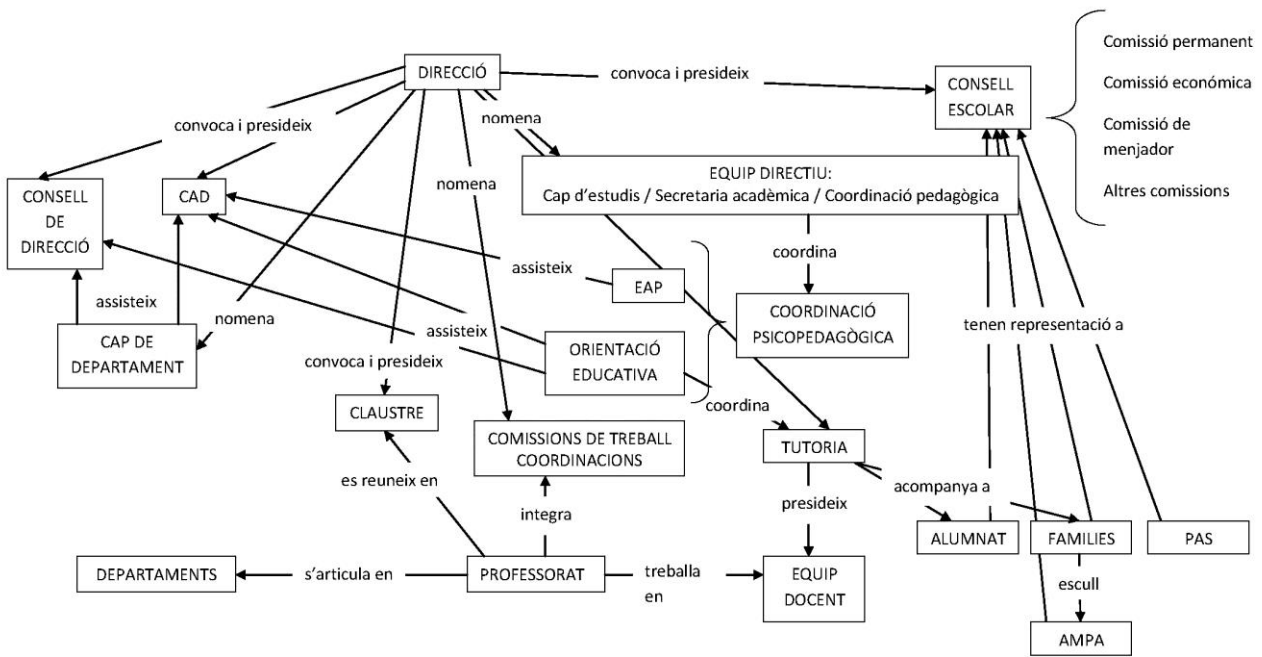 Comissió permanent
DIRECCIÓ
convoca i presideix
CONSELL
ESCOLAR
Comissió económica
Comissió de
menjador
Altres comissions
convoca i presideix
nomena
nomena
EQUIP DIRECTIU:
Cap d'estudis / Secretaria acadèmica / Coordinació pedagògica
CONSELL
DE
DIRECCIÓ
CAD
coordina
assisteix
EAP
assisteix
nomena
assisteix
COORDINACIÓ
PSICOPEDAGÒGICA
tenen representació a
CAP DE
DEPARTAMENT
ORIENTACIÓ
EDUCATIVA
convoca i presideix
coordina
CLAUSTRE
COMISSIONS DE TREBALL
COORDINACIONS
TUTORIA
es reuneix en
integra
presideix
acompanya a
ALUMNAT
FAMILIES
PAS
DEPARTAMENTS
s'articula en
PROFESSORAT
treballa
en
EQUIP
DOCENT
escull
AMPA